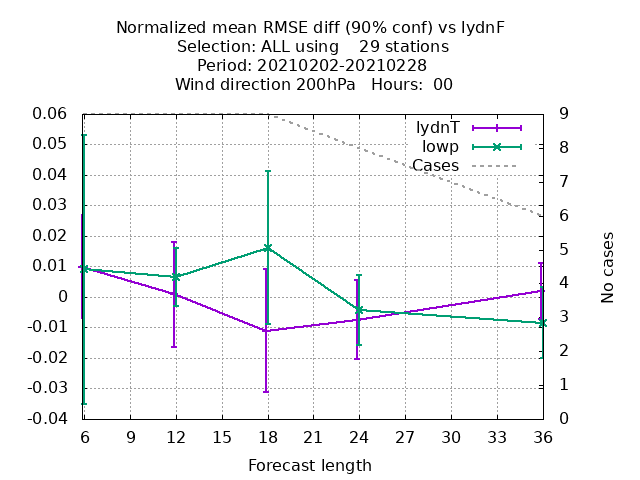 Normalized mean RMSE diff (90% conf) vs lydnF
Selection: ALL using    29 stations
Period: 20210202-20210228
Wind direction 200hPa   Hours:  00
lydnT
lowp
Cases
0.06
0.05
0.04
0.03
0.02
0.01
0
-0.01
-0.02
-0.03
-0.04
9
8
7
6
5
4
3
2
1
0
No cases
6 9 12 15 18 21 24 27 30 33 36
Forecast length